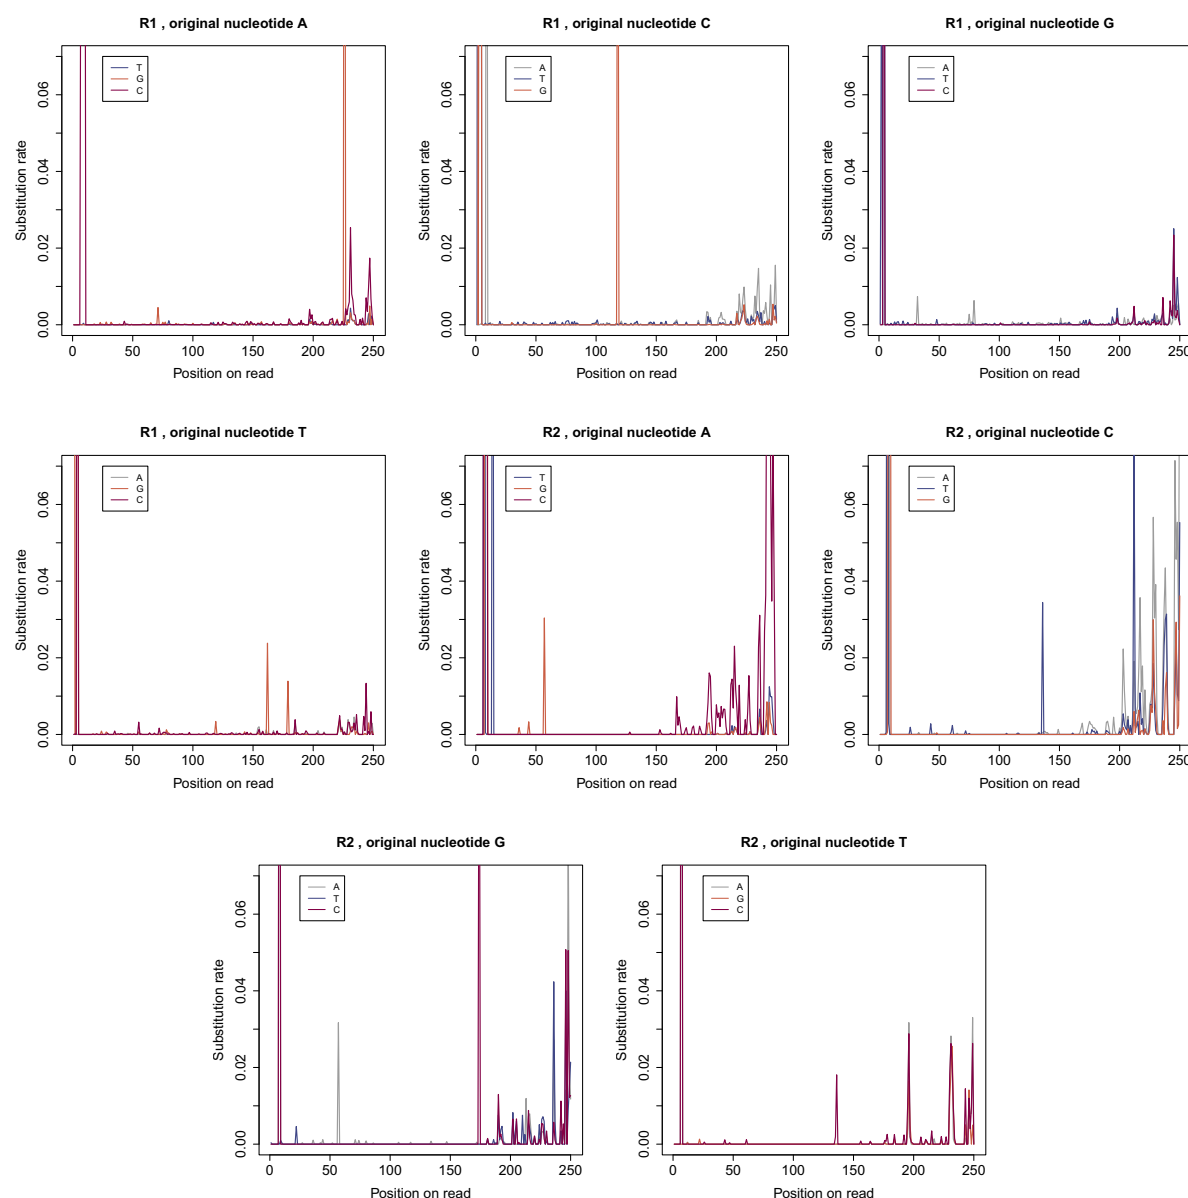 R1 , original nucleotide A
R1 , original nucleotide C
R1 , original nucleotide G
Substitution rate
0.00 0.02 0.04 0.06
T
G
C
0 50 100 150 200 250
Position on read
Substitution rate
0.00 0.02 0.04 0.06
A
T
G
0 50 100 150 200 250
Position on read
Substitution rate
0.00 0.02 0.04 0.06
A
T
C
0 50 100 150 200 250
Position on read
R1 , original nucleotide T
R2 , original nucleotide A
R2 , original nucleotide C
Substitution rate
0.00 0.02 0.04 0.06
A
G
C
0 50 100 150 200 250
Position on read
Substitution rate
0.00 0.02 0.04 0.06
T
G
C
0 50 100 150 200 250
Position on read
Substitution rate
0.00 0.02 0.04 0.06
A
T
G
0 50 100 150 200 250
Position on read
R2 , original nucleotide G
R2 , original nucleotide T
Substitution rate
0.00 0.02 0.04 0.06
A
T
C
0 50 100 150 200 250
Position on read
Substitution rate
0.00 0.02 0.04 0.06
A
G
C
0 50 100 150 200 250
Position on read